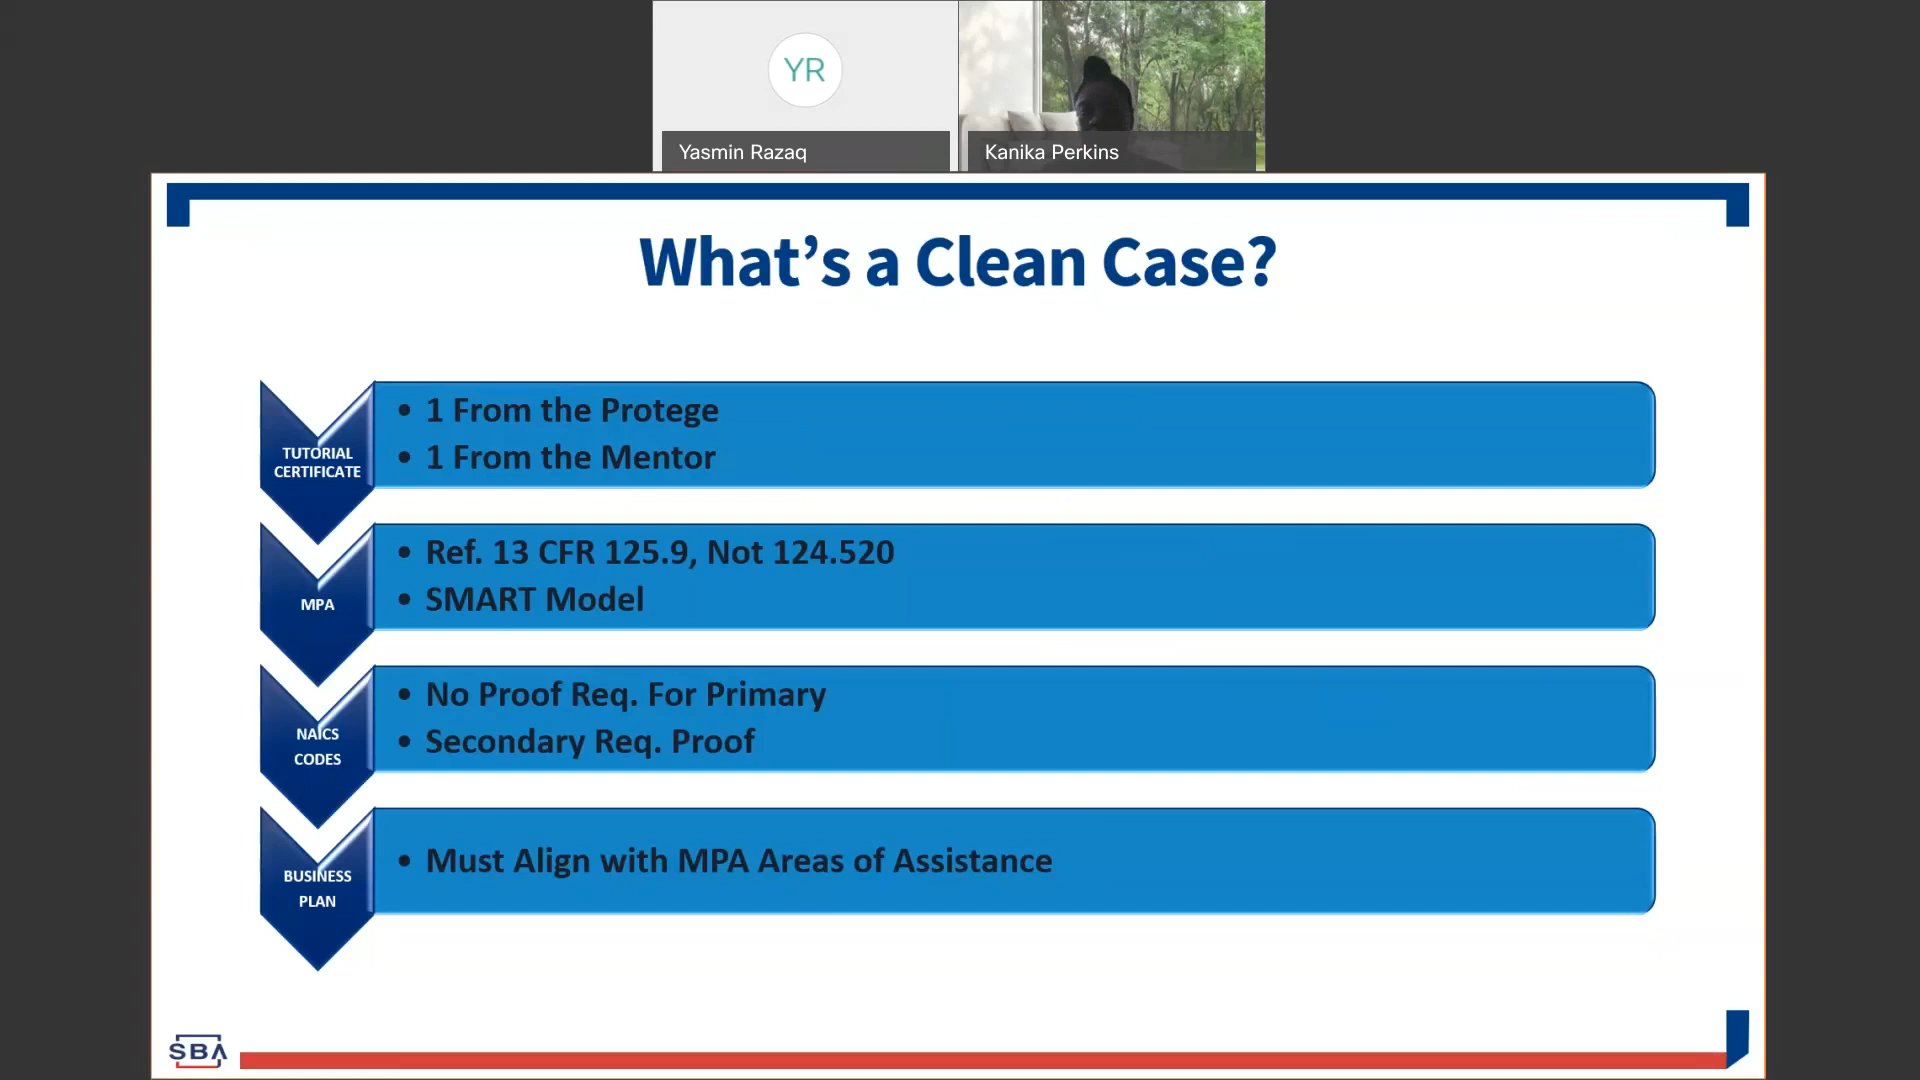 YR
Yasmin Razaq
Kanika Perkins
What’s a Clean Case?
TUTORIAL
CERTIFICATE
• 1 From the Protege
• 1 From the Mentor
MPA
• Ref. 13 CFR 125.9, Not 124.520
• SMART Model
NAICS
CODES
• No Proof Req. For Primary
• Secondary Req. Proof
BUSINESS
PLAN
• Must Align with MPA Areas of Assistance
SBA